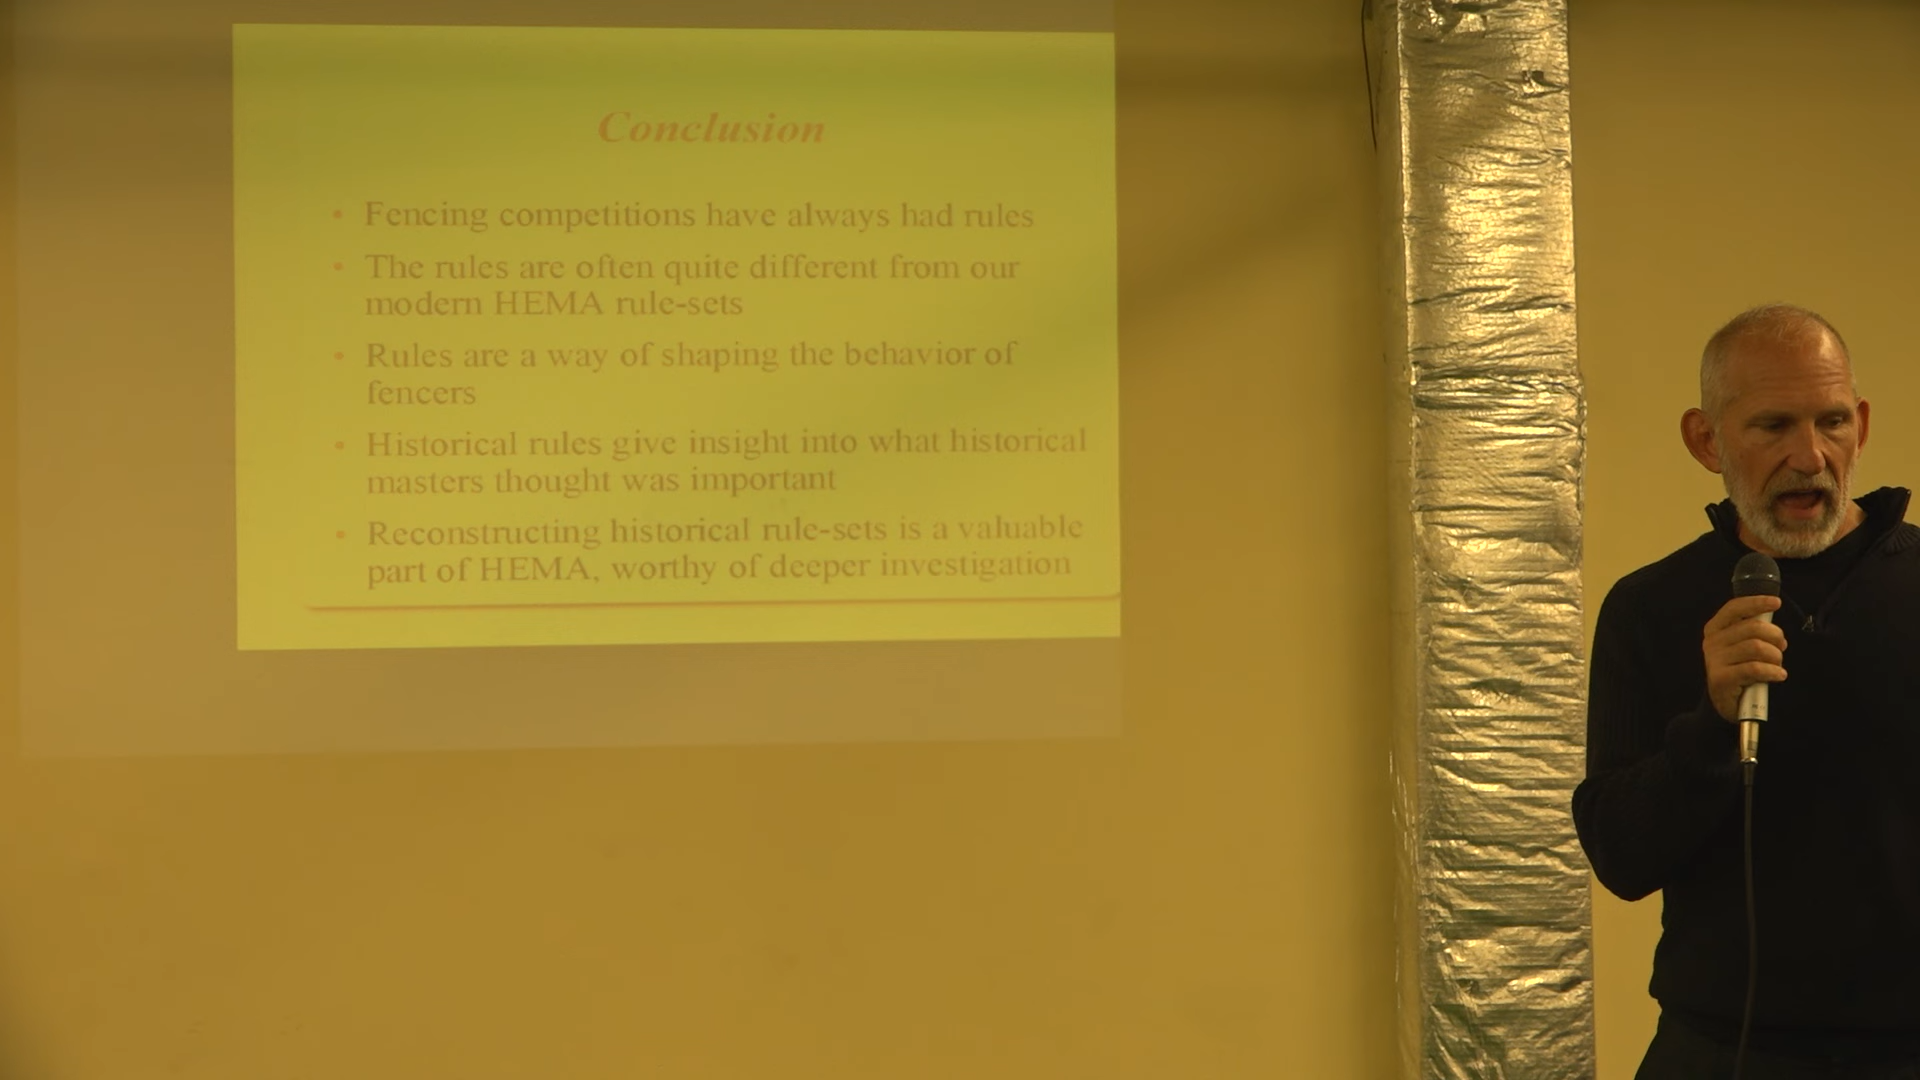 Conclusion
• Fencing competitions have always had rules
• The rules are often quite different from our
modern HEMA rule-sets
• Rules are a way of shaping the behavior of
fencers
• Historical rules give insight into what historical
masters thought was important
• Reconstructing historical rule-sets is a valuable
part of HEMA, worthy of deeper investigation